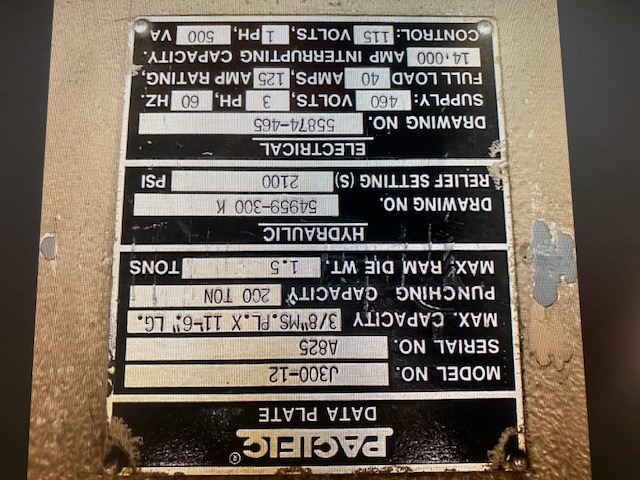 PACIFIC®
DATA PLATE
MODEL NO. J300-12
SERIAL NO. A825
MAX. CAPACITY 3/8"MS.PL.X 11'-6" LG.
PUNCHING CAPACITY 200 TON
MAX. RAM DIE WT. 1.5 TONS
HYDRAULIC
DRAWING NO. 54959-300 K
RELIEF SETTING (S) 2100 PSI
ELECTRICAL
DRAWING NO. 55874-465
SUPPLY: 460 VOLTS, 3 PH, 60 HZ.
FULL LOAD 40 AMPS, 125 AMP RATING,
14,000 AMP INTERRUPTING CAPACITY.
CONTROL: 115 VOLTS, 1 PH, 500 VA